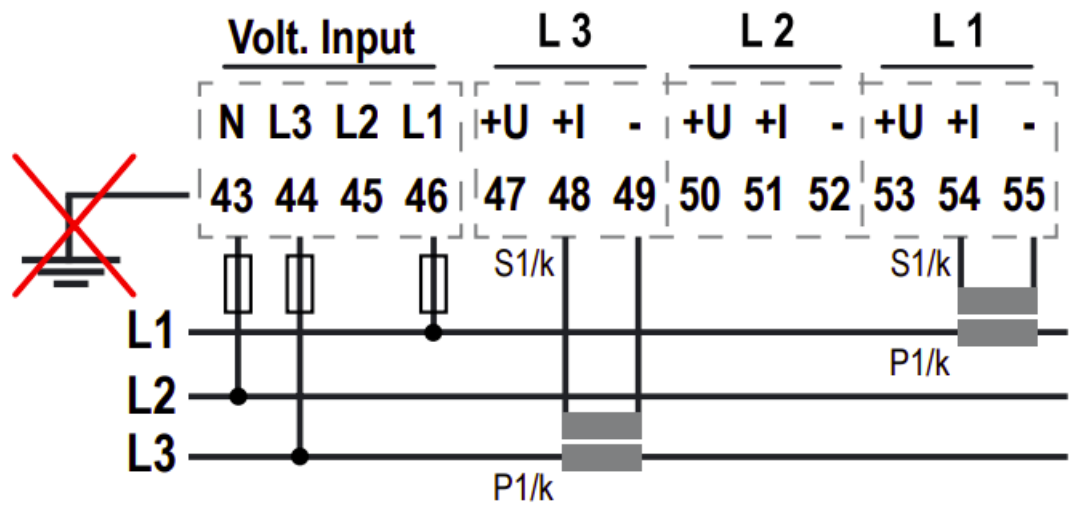 Volt. Input L 3 L 2 L 1
N L3 L2 L1 +U +I - +U +I - +U +I -
43 44 45 46 47 48 49 50 51 52 53 54 55
S1/k S1/k
L1
P1/k
L2
L3
P1/k